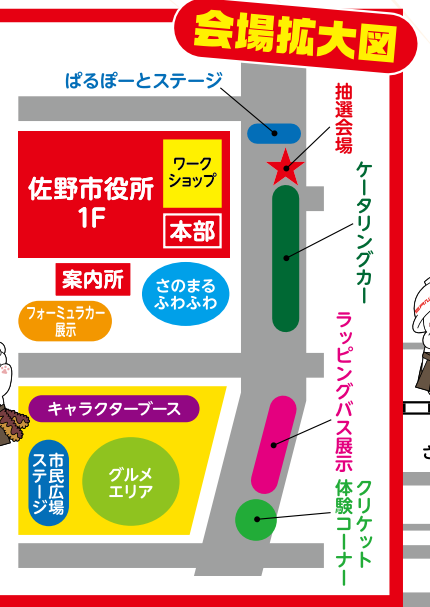 会場拡大図
ぱるぽーとステージ
抽選会場
ワーク
ショップ
佐野市役所
1F
本部
ケータリングカー
案内所
さのまる
ふわふわ
フォーミュラカー
展示
ラッピングバス展示
キャラクターブース
市民広場
ステージ
グルメ
エリア
クリケット
体験コーナー